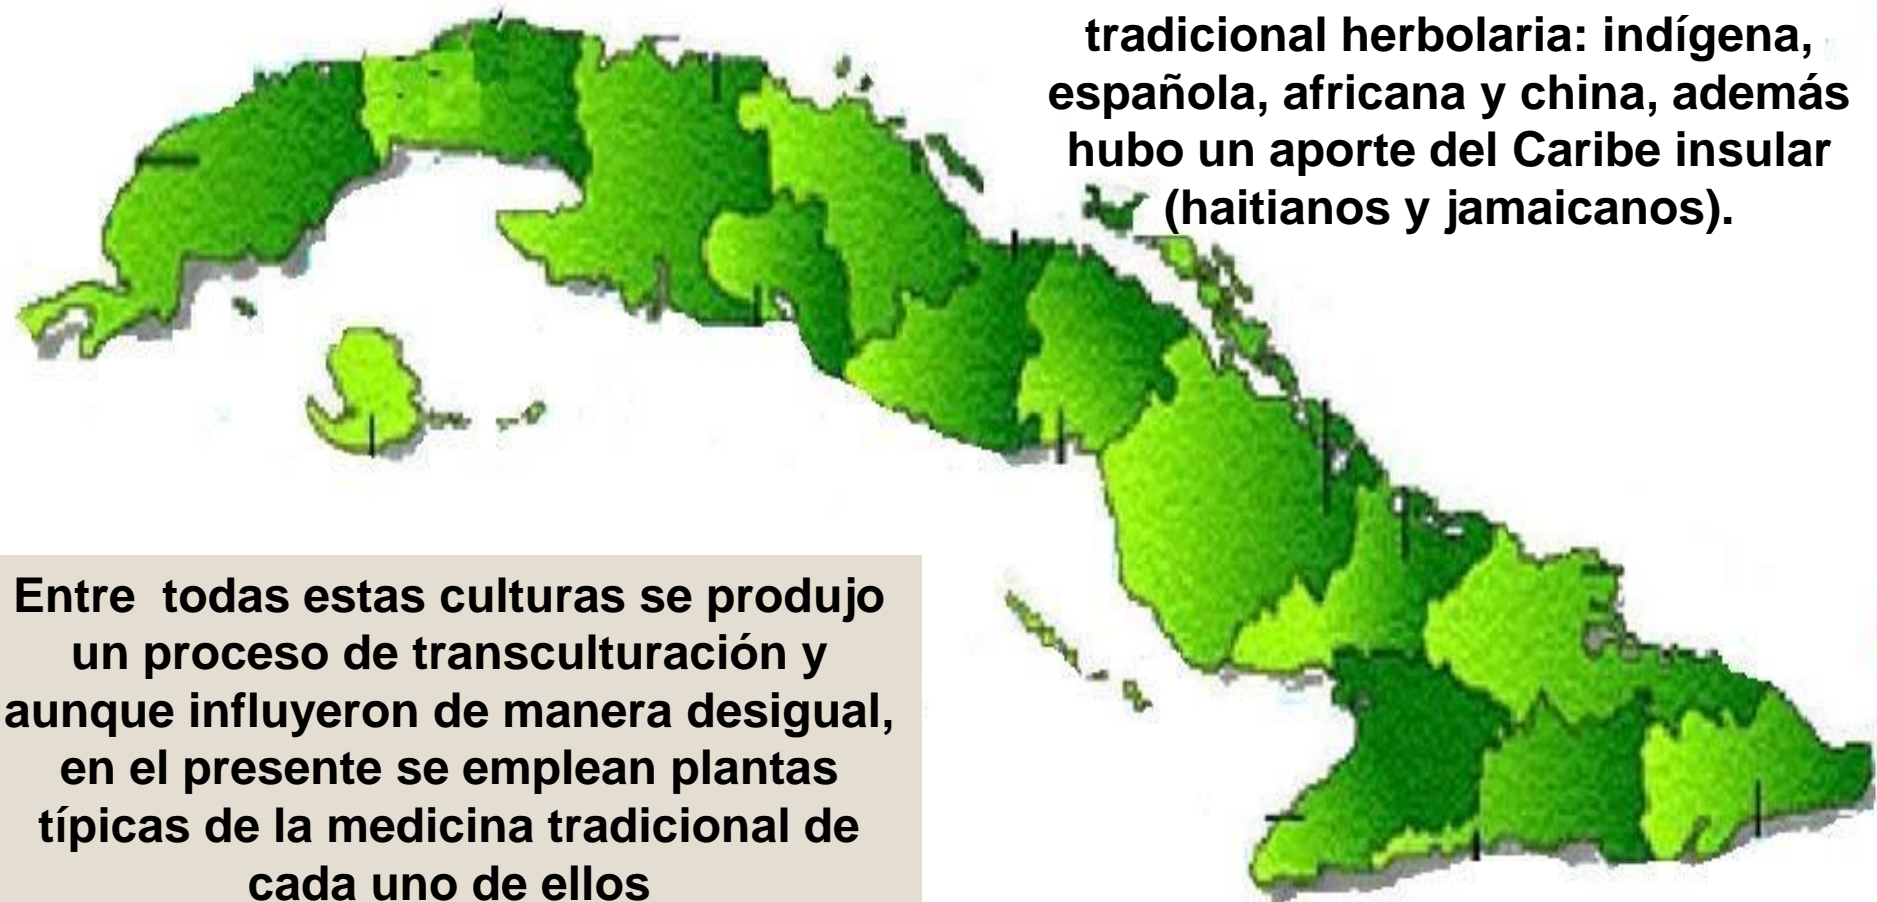 tradicional herbolaria: indígena,
española, africana y china, además
hubo un aporte del Caribe insular
(haitianos y jamaicanos).
Entre todas estas culturas se produjo
un proceso de transculturación y
aunque influyeron de manera desigual,
en el presente se emplean plantas
típicas de la medicina tradicional de
cada uno de ellos